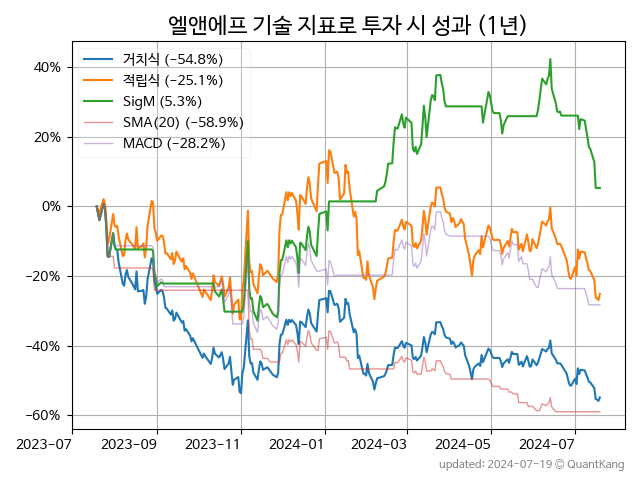 엘앤에프 기술 지표로 투자 시 성과 (1년)
거치식 (−54.8%)
적립식 (−25.1%)
SigM (5.3%)
SMA(20) (−58.9%)
MACD (−28.2%)
40%
20%
0%
−20%
−40%
−60%
2023-07 2023-09 2023-11 2024-01 2024-03 2024-05 2024-07
updated: 2024-07-19 © QuantKang